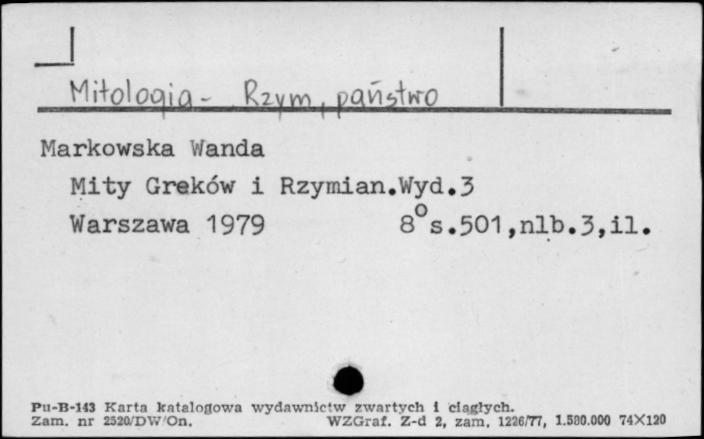 Mitologia - Rzym, państwo
Markowska Wanda
Mity Greków i Rzymian.Wyd.3
Warszawa 1979 8°s.501,nlb.3,il.
Pu-B-143 Karta katalogowa wydawnictw zwartych i ciągłych.
Zam. nr 2520/DW/On. WZGraf. Z-d 2, zam. 1226/77, 1.580.000 74X120